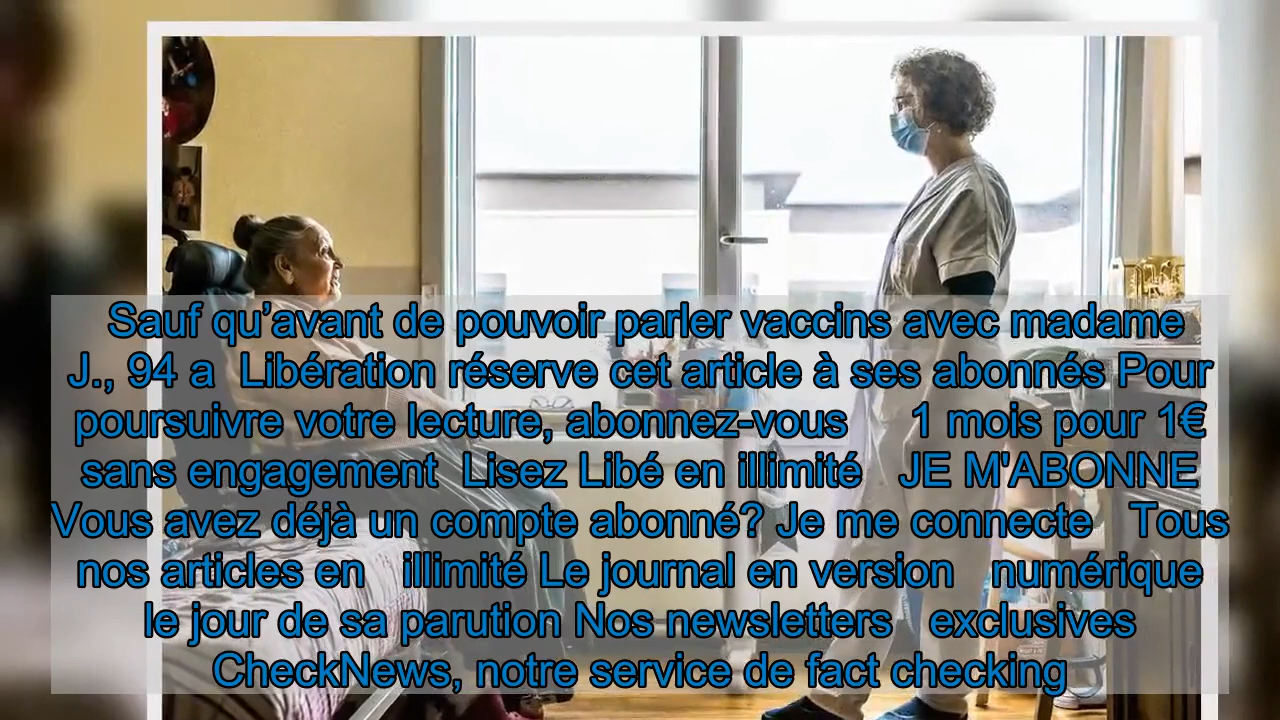 Sauf qu’avant de pouvoir parler vaccins avec madame
J., 94 a  Libération réserve cet article à ses abonnés Pour
poursuivre votre lecture, abonnez-vous     1 mois pour 1€
sans engagement  Lisez Libé en illimité   JE M'ABONNE
Vous avez déjà un compte abonné? Je me connecte   Tous
nos articles en   illimité Le journal en version   numérique
le jour de sa parution Nos newsletters   exclusives
CheckNews, notre service de fact checking